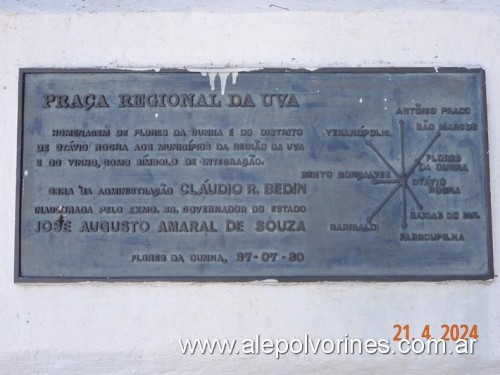 PRAÇA REGIONAL DA UVA
HOMENAGEM DE FLORES DA CUNHA E DO DISTRITO
DE OTÁVIO ROCHA AOS MUNICÍPIOS DA REGIÃO DA UVA
E DO VINHO, COMO SÍMBOLO DE INTEGRAÇÃO.
OBRA DA ADMINISTRAÇÃO CLÁUDIO R. BEDIN
INAUGURADA PELO EXMO. SR. GOVERNADOR DO ESTADO
JOSÉ AUGUSTO AMARAL DE SOUZA
FLORES DA CUNHA, 27-07-80
ANTÔNIO PRADO
SÃO MARCOS
VERANÓPOLIS
FLORES
DA CUNHA
BENTO GONÇALVES
OTÁVIO
ROCHA
CAXIAS DO SUL
GARIBALDI
FARROUPILHA
21 4 2024
www.alepolvorines.com.ar